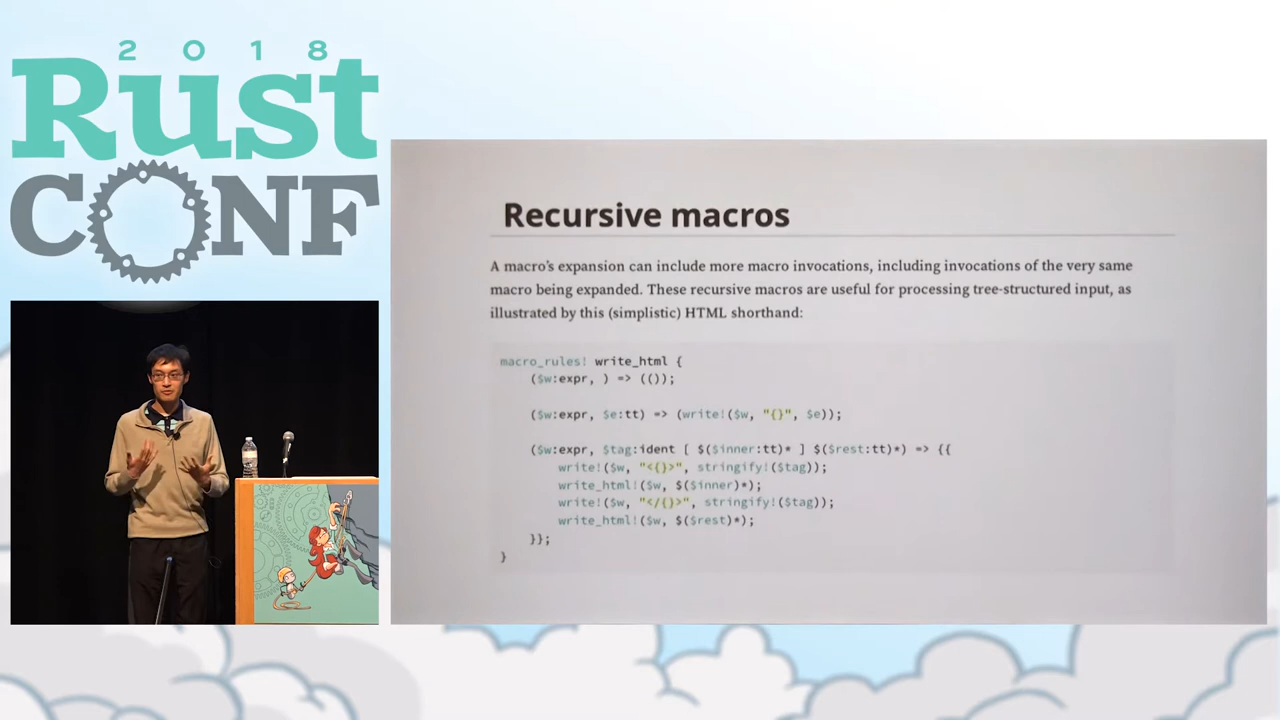 2018
Rust
CONF
Recursive macros
A macro's expansion can include more macro invocations, including invocations of the very same
macro being expanded. These recursive macros are useful for processing tree-structured input, as
illustrated by this (simplistic) HTML shorthand:
macro_rules! write_html {
($w:expr, ) => (());
($w:expr, $e:tt) => (write!($w, "{}", $e));
($w:expr, $tag:ident [ $($inner:tt)* ] $($rest:tt)*) => {{
write!($w, "<{}>", stringify!($tag));
write_html!($w, $($inner)*);
write!($w, "</{}>", stringify!($tag));
write_html!($w, $($rest)*);
}};
}